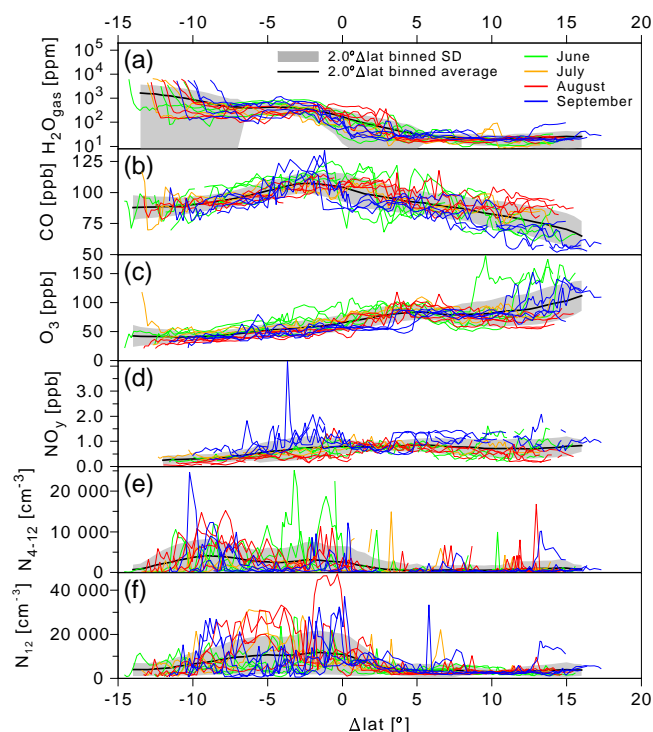 -15 -10 -5 0 5 10 15 20
(a)
H2Ogas [ppm]
10^5
10^4
10^3
10^2
10^1
2.0°Δlat binned SD
2.0°Δlat binned average
June
July
August
September
(b)
CO [ppb]
125
100
75
50
(c)
O3 [ppb]
150
100
50
0
(d)
NOy [ppb]
4.0
3.0
2.0
1.0
0.0
(e)
N4-12 [cm-3]
20 000
10 000
0
(f)
N12 [cm-3]
40 000
20 000
0
-15 -10 -5 0 5 10 15 20
Δlat [°]